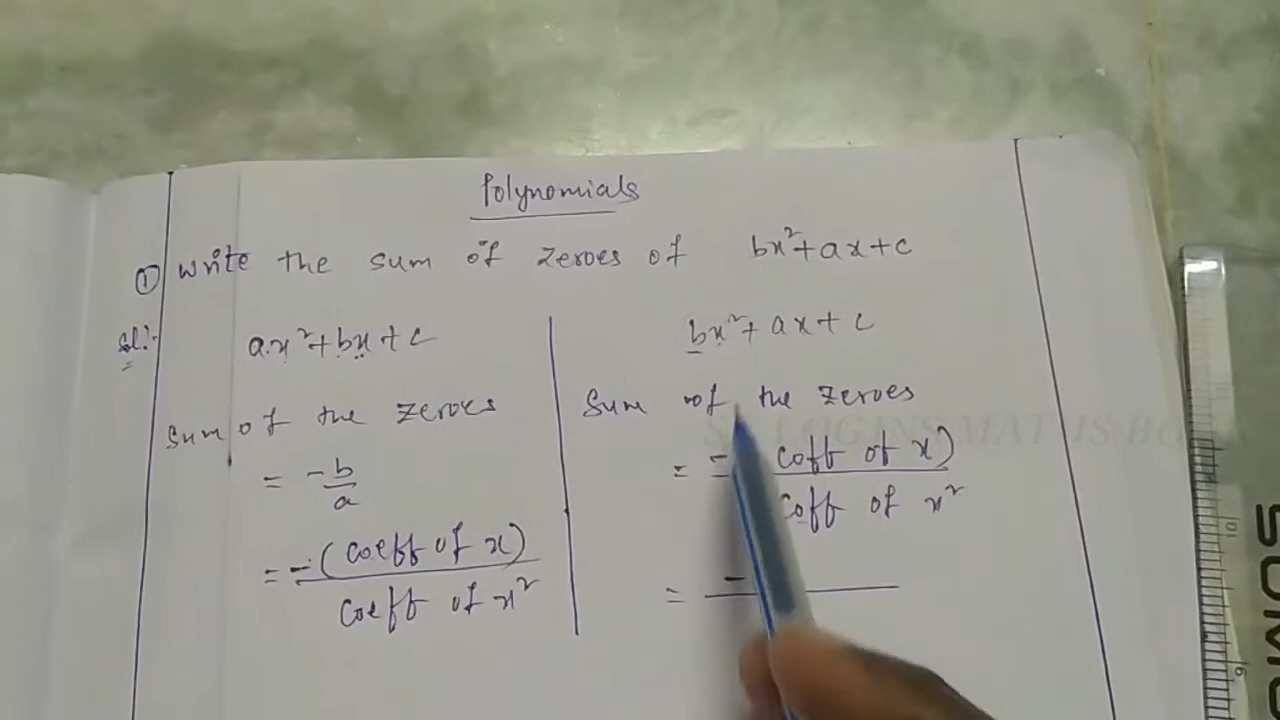 Polynomials
① Write the sum of zeroes of bx²+ax+c
Sol:-
ax²+bx+c
Sum of the zeroes
= -b/a
= -(coeff of x)/coeff of x²
bx²+ax+c
Sum of the zeroes
= - coff of x)/coff of x²
= -